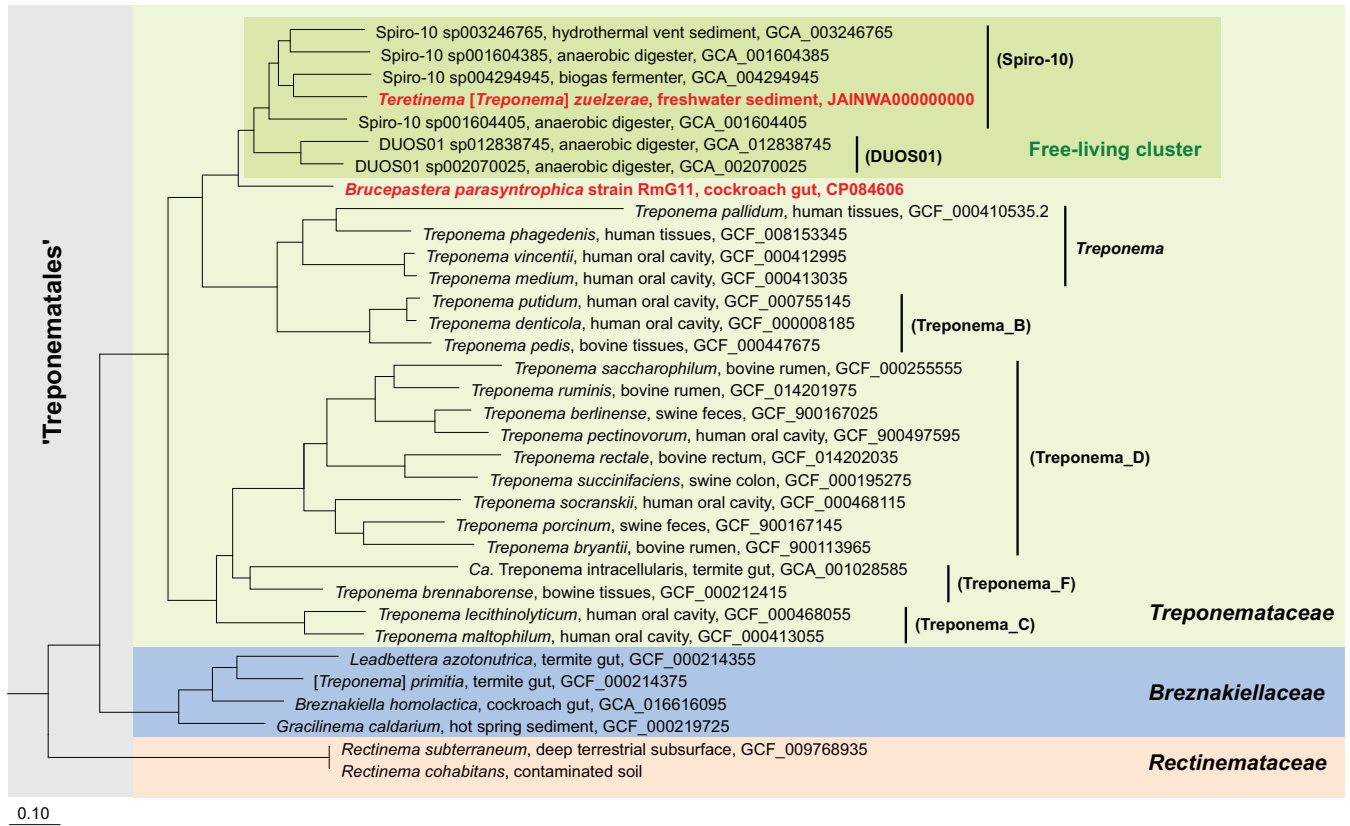 Spiro-10 sp003246765, hydrothermal vent sediment, GCA_003246765
Spiro-10 sp001604385, anaerobic digester, GCA_001604385
(Spiro-10)
Spiro-10 sp004294945, biogas fermenter, GCA_004294945
Teretinema [Treponema] zuelzerae, freshwater sediment, JAINWA000000000
Spiro-10 sp001604405, anaerobic digester, GCA_001604405
DUOS01 sp012838745, anaerobic digester, GCA_012838745
(DUOS01)
Free-living cluster
DUOS01 sp002070025, anaerobic digester, GCA_002070025
Brucepastera parasyntrophica strain RmG11, cockroach gut, CP084606
Treponema pallidum, human tissues, GCF_000410535.2
Treponema phagedenis, human tissues, GCF_008153345
Treponema
Treponema vincentii, human oral cavity, GCF_000412995
Treponema medium, human oral cavity, GCF_000413035
Treponema putidum, human oral cavity, GCF_000755145
Treponema denticola, human oral cavity, GCF_000008185
(Treponema_B)
Treponema pedis, bovine tissues, GCF_000447675
Treponema saccharophilum, bovine rumen, GCF_000255555
Treponema ruminis, bovine rumen, GCF_014201975
Treponema berlinense, swine feces, GCF_900167025
Treponema pectinovorum, human oral cavity, GCF_900497595
Treponema rectale, bovine rectum, GCF_014202035
(Treponema_D)
Treponema succinifaciens, swine colon, GCF_000195275
Treponema socranskii, human oral cavity, GCF_000468115
Treponema porcinum, swine feces, GCF_900167145
Treponema bryantii, bovine rumen, GCF_900113965
Ca. Treponema intracellularis, termite gut, GCA_001028585
(Treponema_F)
Treponema brennaborense, bowine tissues, GCF_000212415
Treponema lecithinolyticum, human oral cavity, GCF_000468055
(Treponema_C)
Treponemataceae
Treponema maltophilum, human oral cavity, GCF_000413055
Leadbettera azotonutrica, termite gut, GCF_000214355
[Treponema] primitia, termite gut, GCF_000214375
Breznakiellaceae
Breznakiella homolactica, cockroach gut, GCA_016616095
Gracilinema caldarium, hot spring sediment, GCF_000219725
Rectinema subterraneum, deep terrestrial subsurface, GCF_009768935
Rectinemataceae
Rectinema cohabitans, contaminated soil
'Treponematales'
0.10